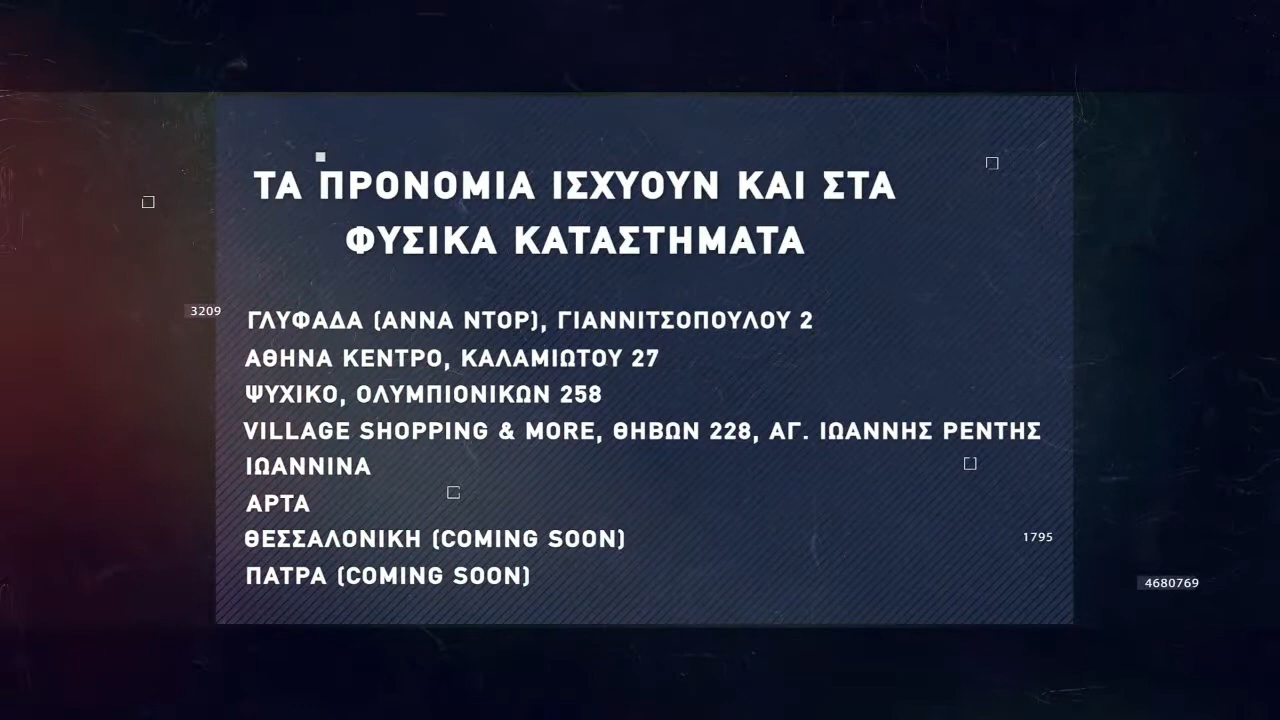 ΤΑ ΠΡΟΝΟΜΙΑ ΙΣΧΥΟΥΝ ΚΑΙ ΣΤΑ
ΦΥΣΙΚΑ ΚΑΤΑΣΤΗΜΑΤΑ
3209
ΓΛΥΦΑΔΑ (ΑΝΝΑ ΝΤΟΡ), ΓΙΑΝΝΙΤΣΟΠΟΥΛΟΥ 2
ΑΘΗΝΑ ΚΕΝΤΡΟ, ΚΑΛΑΜΙΩΤΟΥ 27
ΨΥΧΙΚΟ, ΟΛΥΜΠΙΟΝΙΚΩΝ 258
VILLAGE SHOPPING & MORE, ΘΗΒΩΝ 228, ΑΓ. ΙΩΑΝΝΗΣ ΡΕΝΤΗΣ
ΙΩΑΝΝΙΝΑ
ΑΡΤΑ
ΘΕΣΣΑΛΟΝΙΚΗ (COMING SOON)
1795
ΠΑΤΡΑ (COMING SOON)
4680769